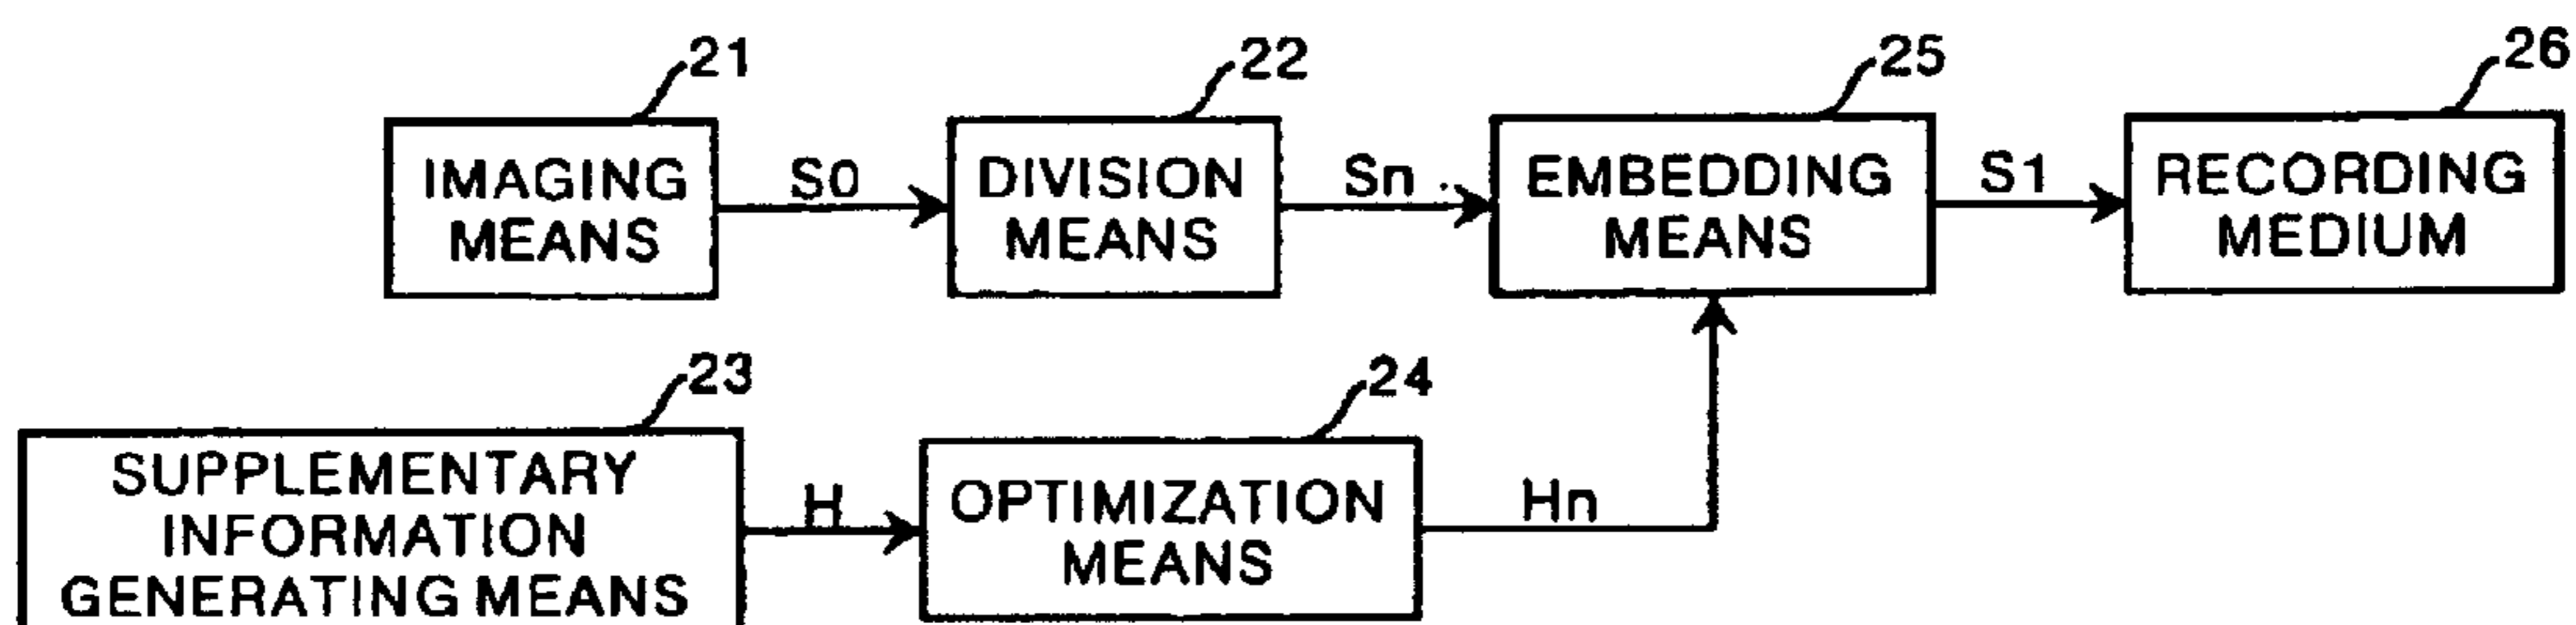 21
22
25
26
IMAGING
MEANS
S0
DIVISION
MEANS
Sn
EMBEDDING
MEANS
S1
RECORDING
MEDIUM
23
24
SUPPLEMENTARY
INFORMATION
GENERATING MEANS
H
OPTIMIZATION
MEANS
Hn